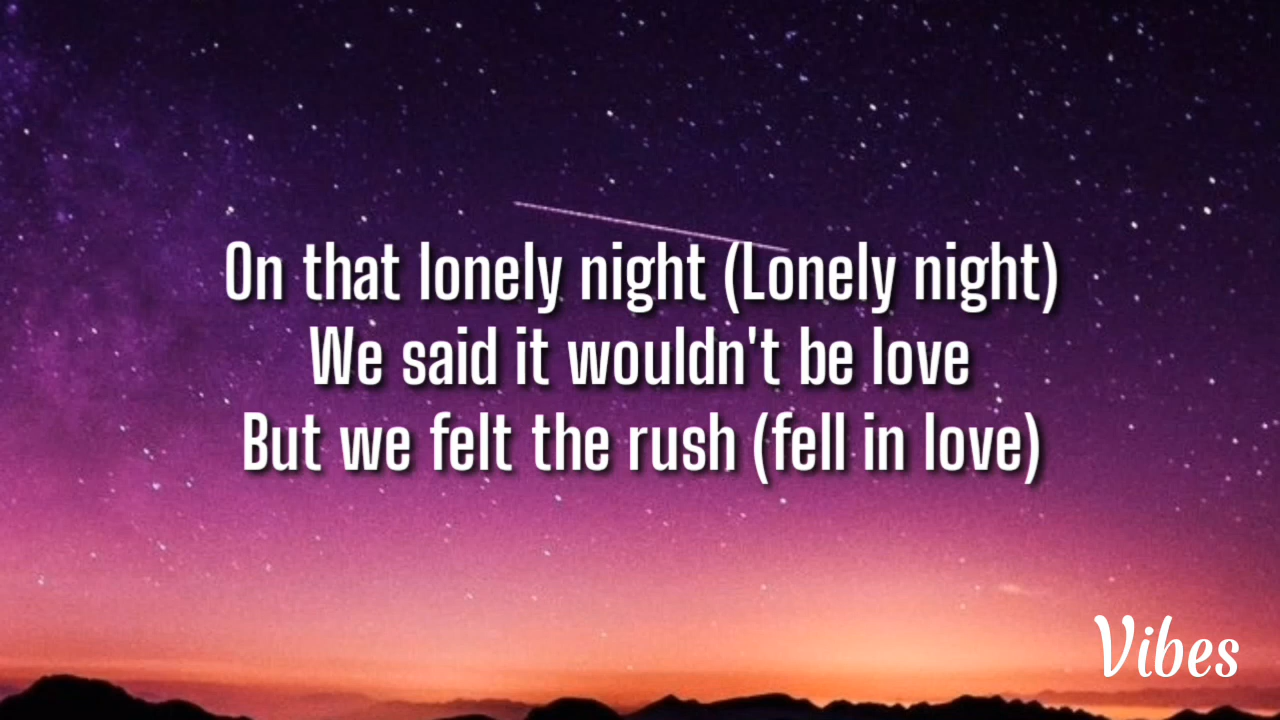 On that lonely night (Lonely night)
We said it wouldn't be love
But we felt the rush (fell in love)
Vibes